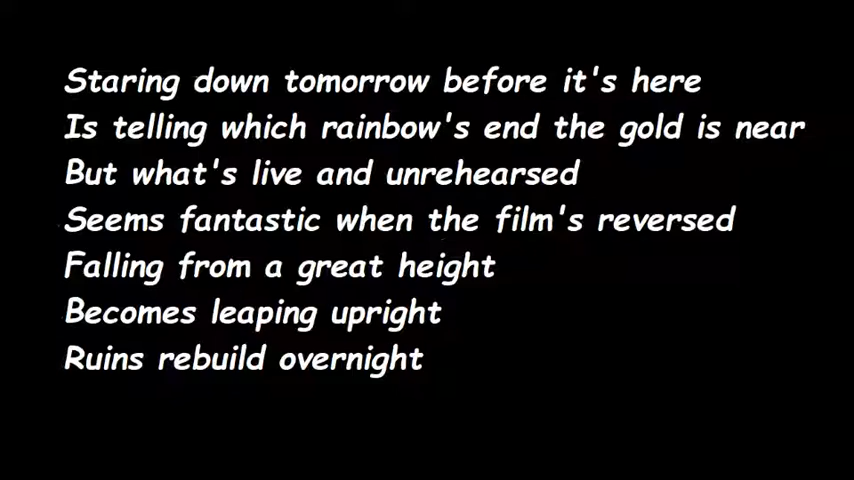 Staring down tomorrow before it's here
Is telling which rainbow's end the gold is near
But what's live and unrehearsed
Seems fantastic when the film's reversed
Falling from a great height
Becomes leaping upright
Ruins rebuild overnight